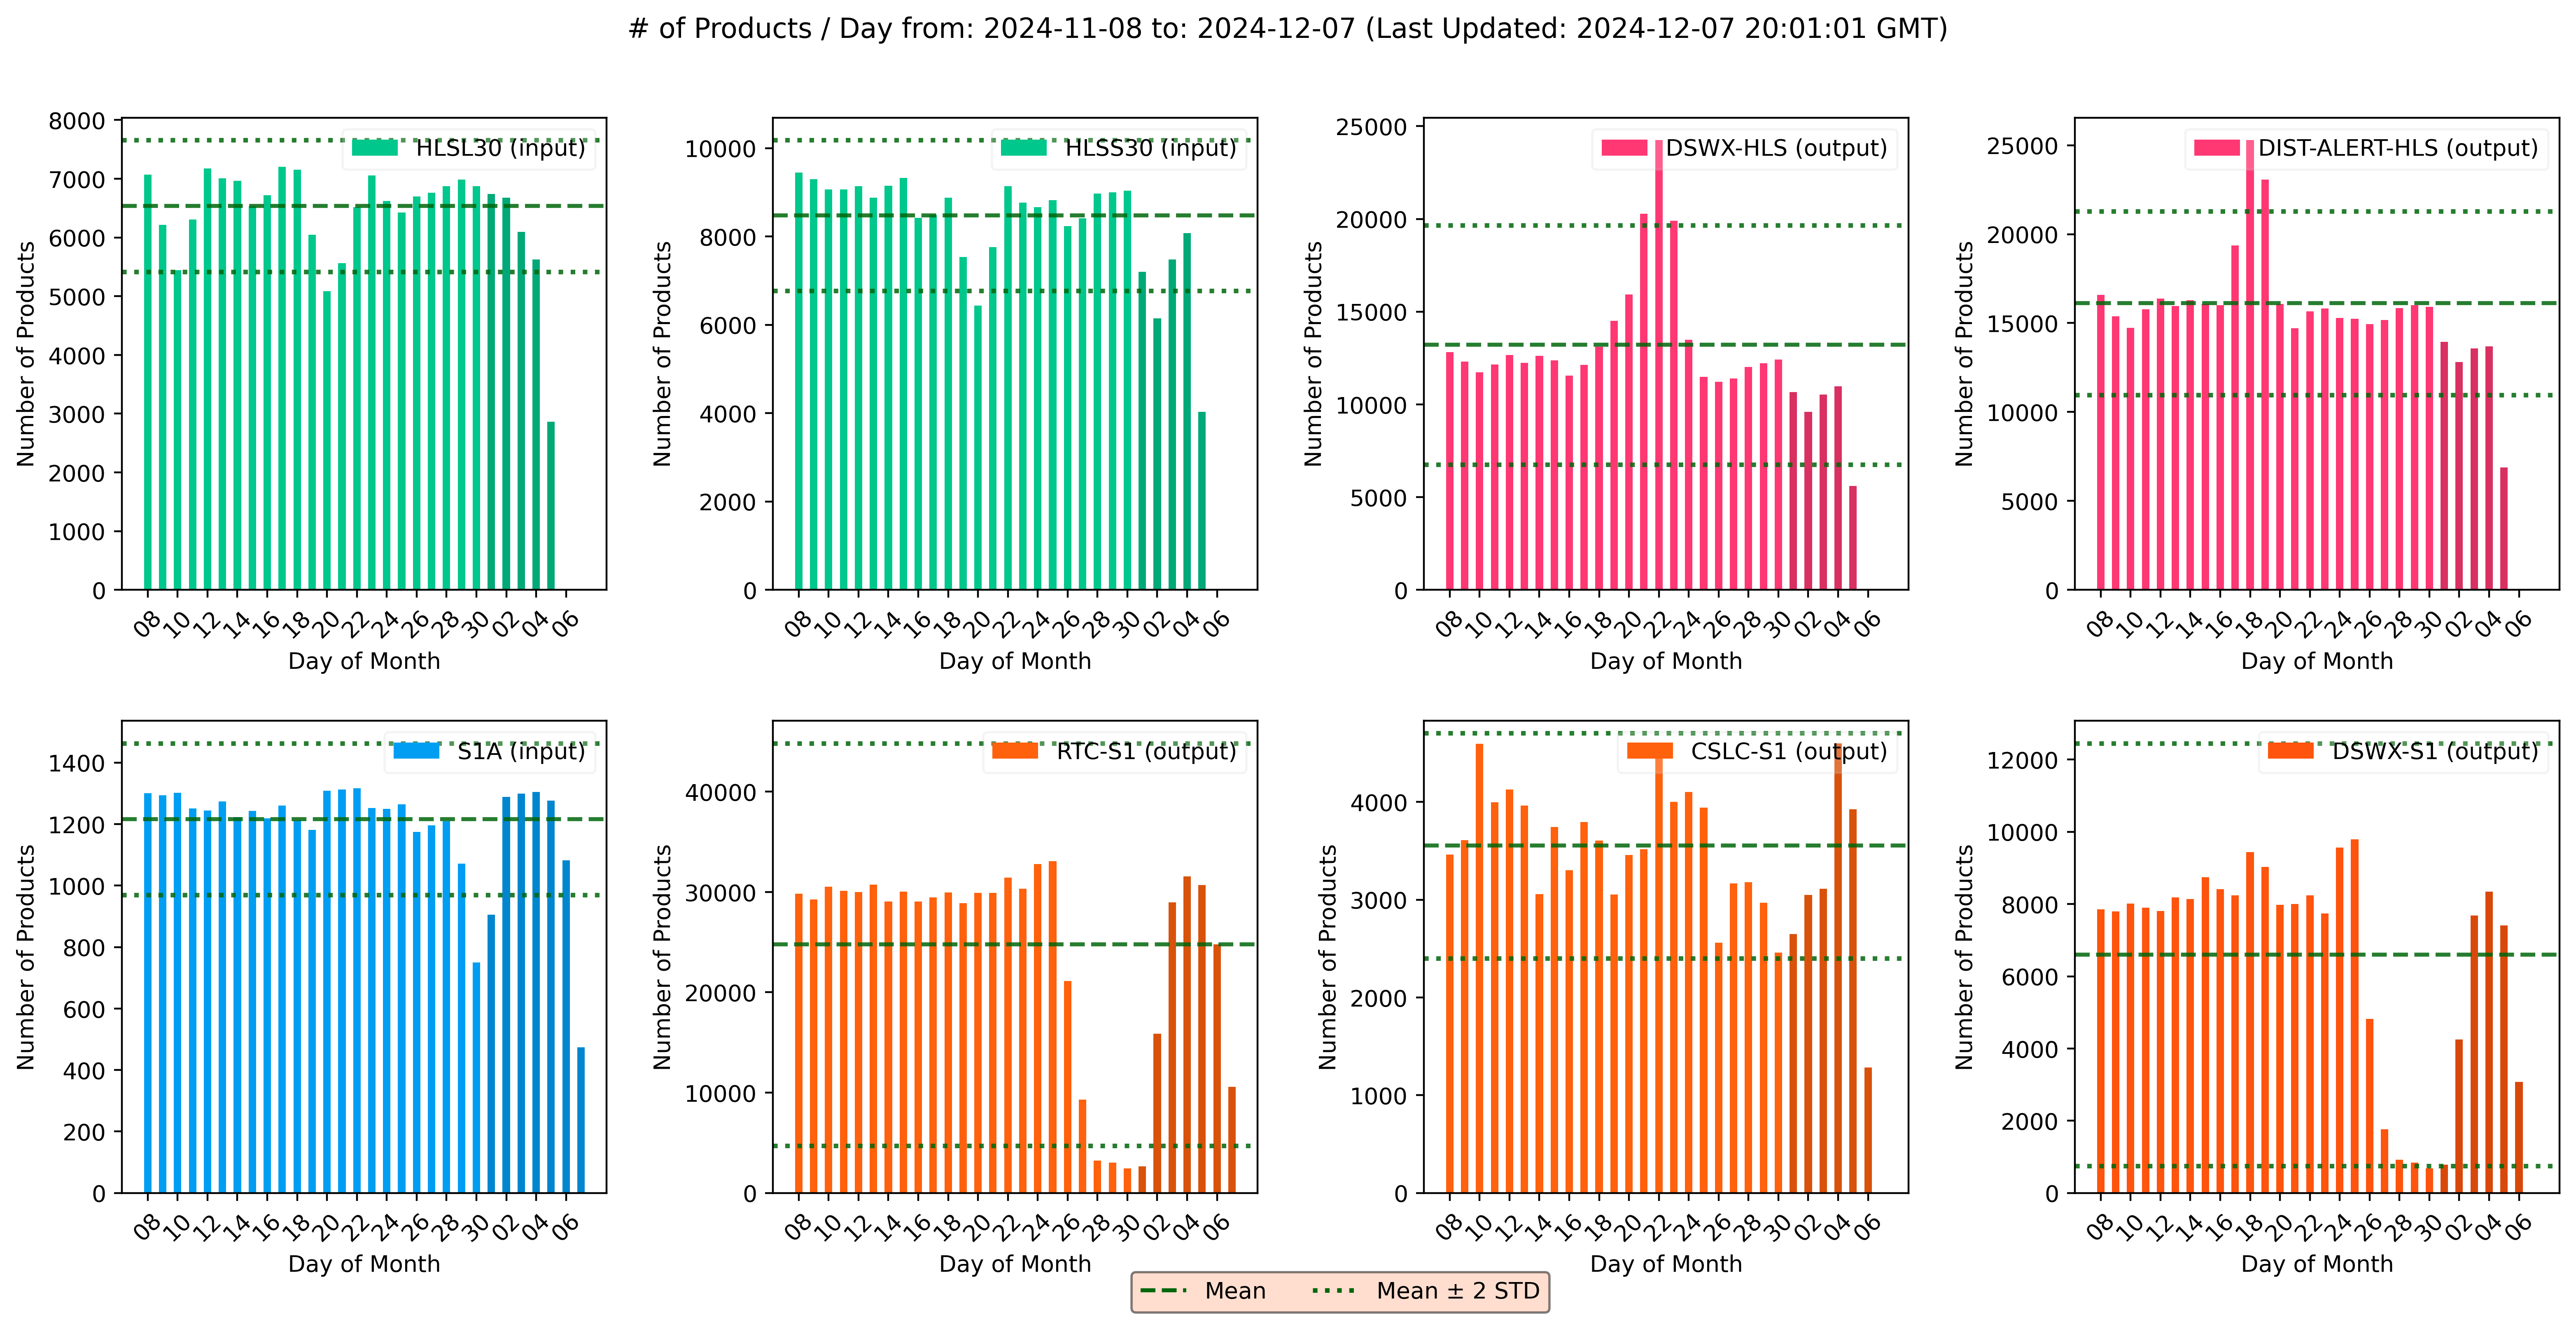 # of Products / Day from: 2024-11-08 to: 2024-12-07 (Last Updated: 2024-12-07 20:01:01 GMT)
HLSL30 (input)
Number of Products
8000
7000
6000
5000
4000
3000
2000
1000
0
08 10 12 14 16 18 20 22 24 26 28 30 02 04 06
Day of Month
HLSS30 (input)
Number of Products
10000
8000
6000
4000
2000
0
08 10 12 14 16 18 20 22 24 26 28 30 02 04 06
Day of Month
DSWX-HLS (output)
Number of Products
25000
20000
15000
10000
5000
0
08 10 12 14 16 18 20 22 24 26 28 30 02 04 06
Day of Month
DIST-ALERT-HLS (output)
Number of Products
25000
20000
15000
10000
5000
0
08 10 12 14 16 18 20 22 24 26 28 30 02 04 06
Day of Month
S1A (input)
Number of Products
1400
1200
1000
800
600
400
200
0
08 10 12 14 16 18 20 22 24 26 28 30 02 04 06
Day of Month
RTC-S1 (output)
Number of Products
40000
30000
20000
10000
0
08 10 12 14 16 18 20 22 24 26 28 30 02 04 06
Day of Month
CSLC-S1 (output)
Number of Products
4000
3000
2000
1000
0
08 10 12 14 16 18 20 22 24 26 28 30 02 04 06
Day of Month
DSWX-S1 (output)
Number of Products
12000
10000
8000
6000
4000
2000
0
08 10 12 14 16 18 20 22 24 26 28 30 02 04 06
Day of Month
Mean
Mean ± 2 STD